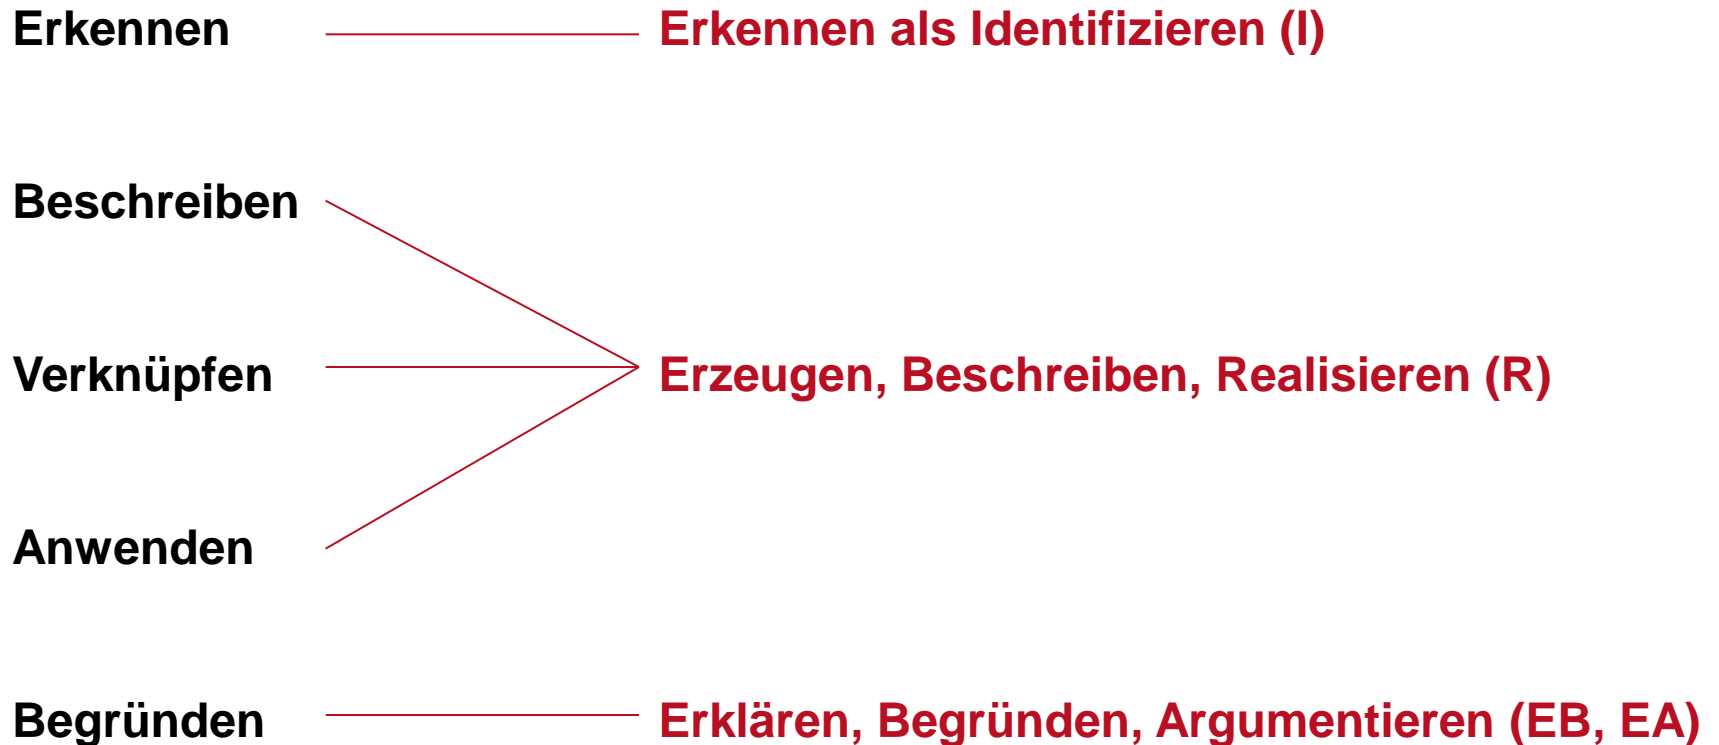 Erkennen Erkennen als Identifizieren (I)
Beschreiben
Verknüpfen Erzeugen, Beschreiben, Realisieren (R)
Anwenden
Begründen Erklären, Begründen, Argumentieren (EB, EA)